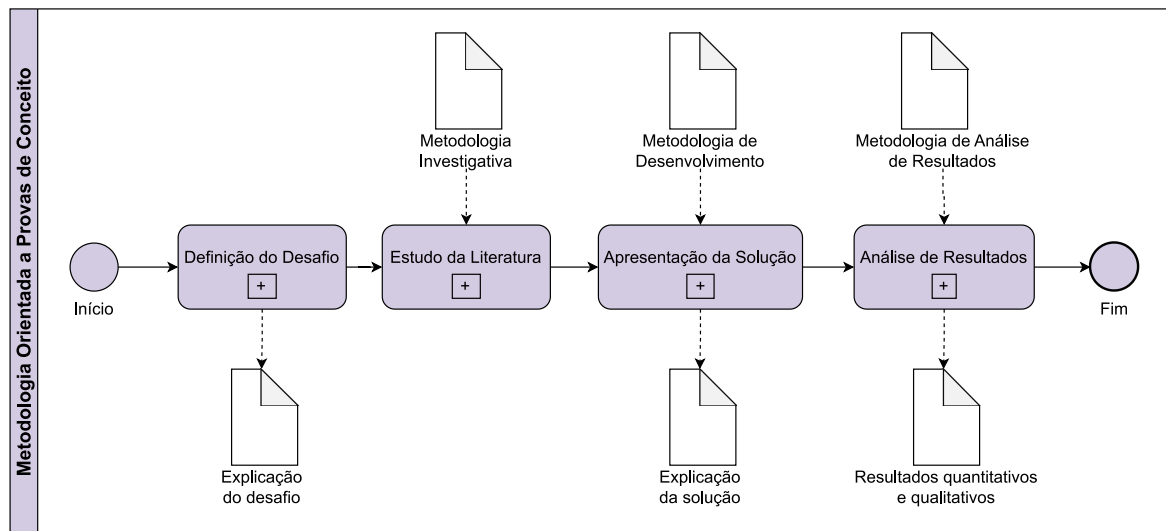 Metodologia Orientada a Provas de Conceito
Metodologia
Investigativa
Metodologia de
Desenvolvimento
Metodologia de Análise
de Resultados
Início
Definição do Desafio
+
Estudo da Literatura
+
Apresentação da Solução
+
Análise de Resultados
+
Fim
Explicação
do desafio
Explicação
da solução
Resultados quantitativos
e qualitativos